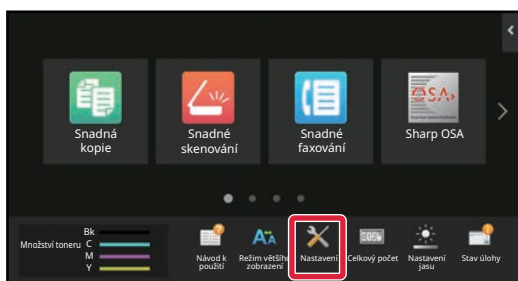 Snadná
kopie
Snadné
skenování
Snadné
faxování
OSA
Sharp OSA
Množství toneru
Bk
C
M
Y
Návod k
použití
Režim většího
zobrazení
Nastavení
Celkový počet
Nastavení
jasu
Stav úlohy